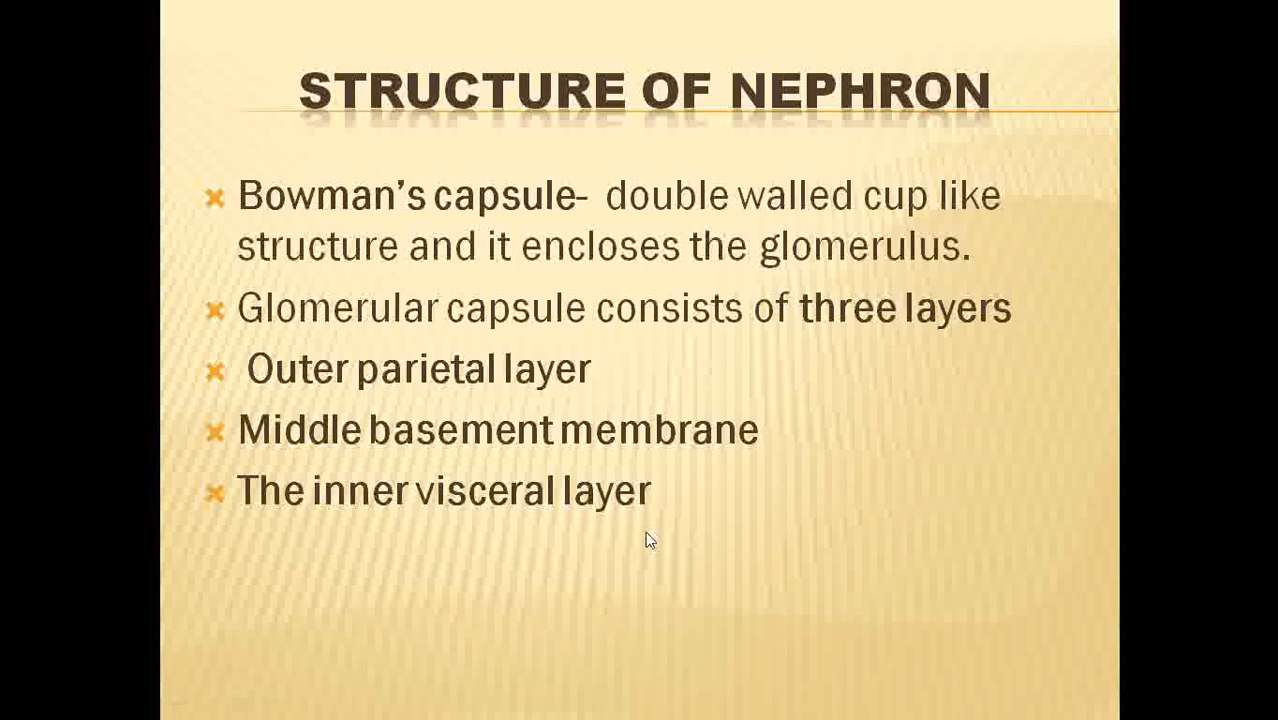 STRUCTURE OF NEPHRON
Bowman's capsule- double walled cup like
structure and it encloses the glomerulus.
Glomerular capsule consists of three layers
Outer parietal layer
Middle basement membrane
The inner visceral layer